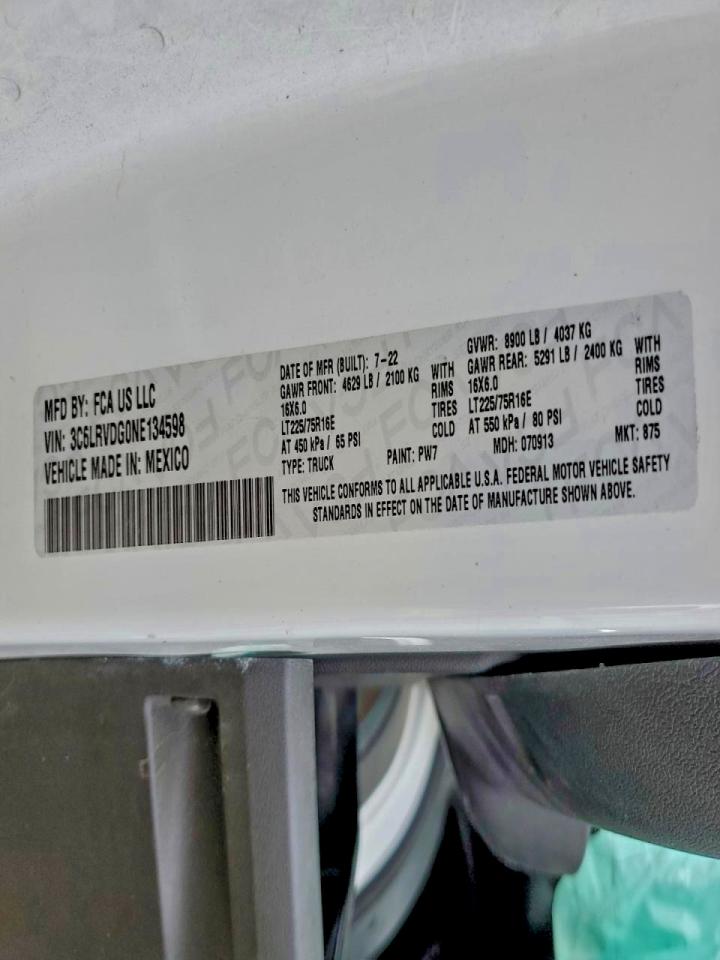 MFD BY: FCA US LLC
VIN: 3C6LRVDG0NE134598
VEHICLE MADE IN: MEXICO
DATE OF MFR (BUILT): 7-22
GAWR FRONT: 4629 LB / 2100 KG WITH
16X6.0 RIMS
LT225/75R16E TIRES
AT 450 kPa / 65 PSI COLD
TYPE: TRUCK PAINT: PW7
GVWR: 8900 LB / 4037 KG
GAWR REAR: 5291 LB / 2400 KG WITH
16X6.0 RIMS
LT225/75R16E TIRES
AT 550 kPa / 80 PSI COLD
MDH: 070913 MKT: 875
THIS VEHICLE CONFORMS TO ALL APPLICABLE U.S.A. FEDERAL MOTOR VEHICLE SAFETY
STANDARDS IN EFFECT ON THE DATE OF MANUFACTURE SHOWN ABOVE.